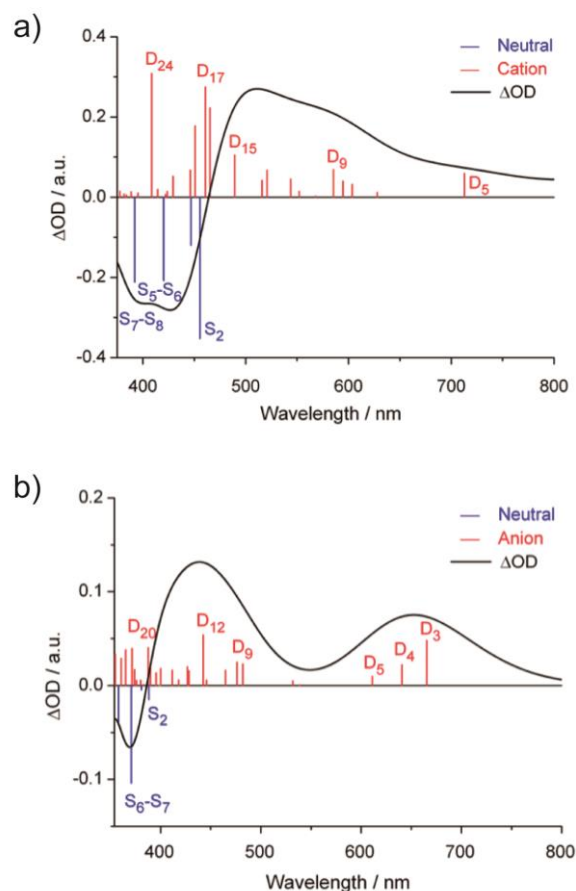 a)
0.4
0.2
0.0
-0.2
-0.4
ΔOD / a.u.
D24
D17
D15
D9
D5
Neutral
Cation
ΔOD
S5-S6
S7-S8
S2
400 500 600 700 800
Wavelength / nm
b)
0.2
0.1
0.0
-0.1
ΔOD / a.u.
Neutral
Anion
ΔOD
D20
D12
D9
D5
D4
D3
S2
S6-S7
400 500 600 700 800
Wavelength / nm